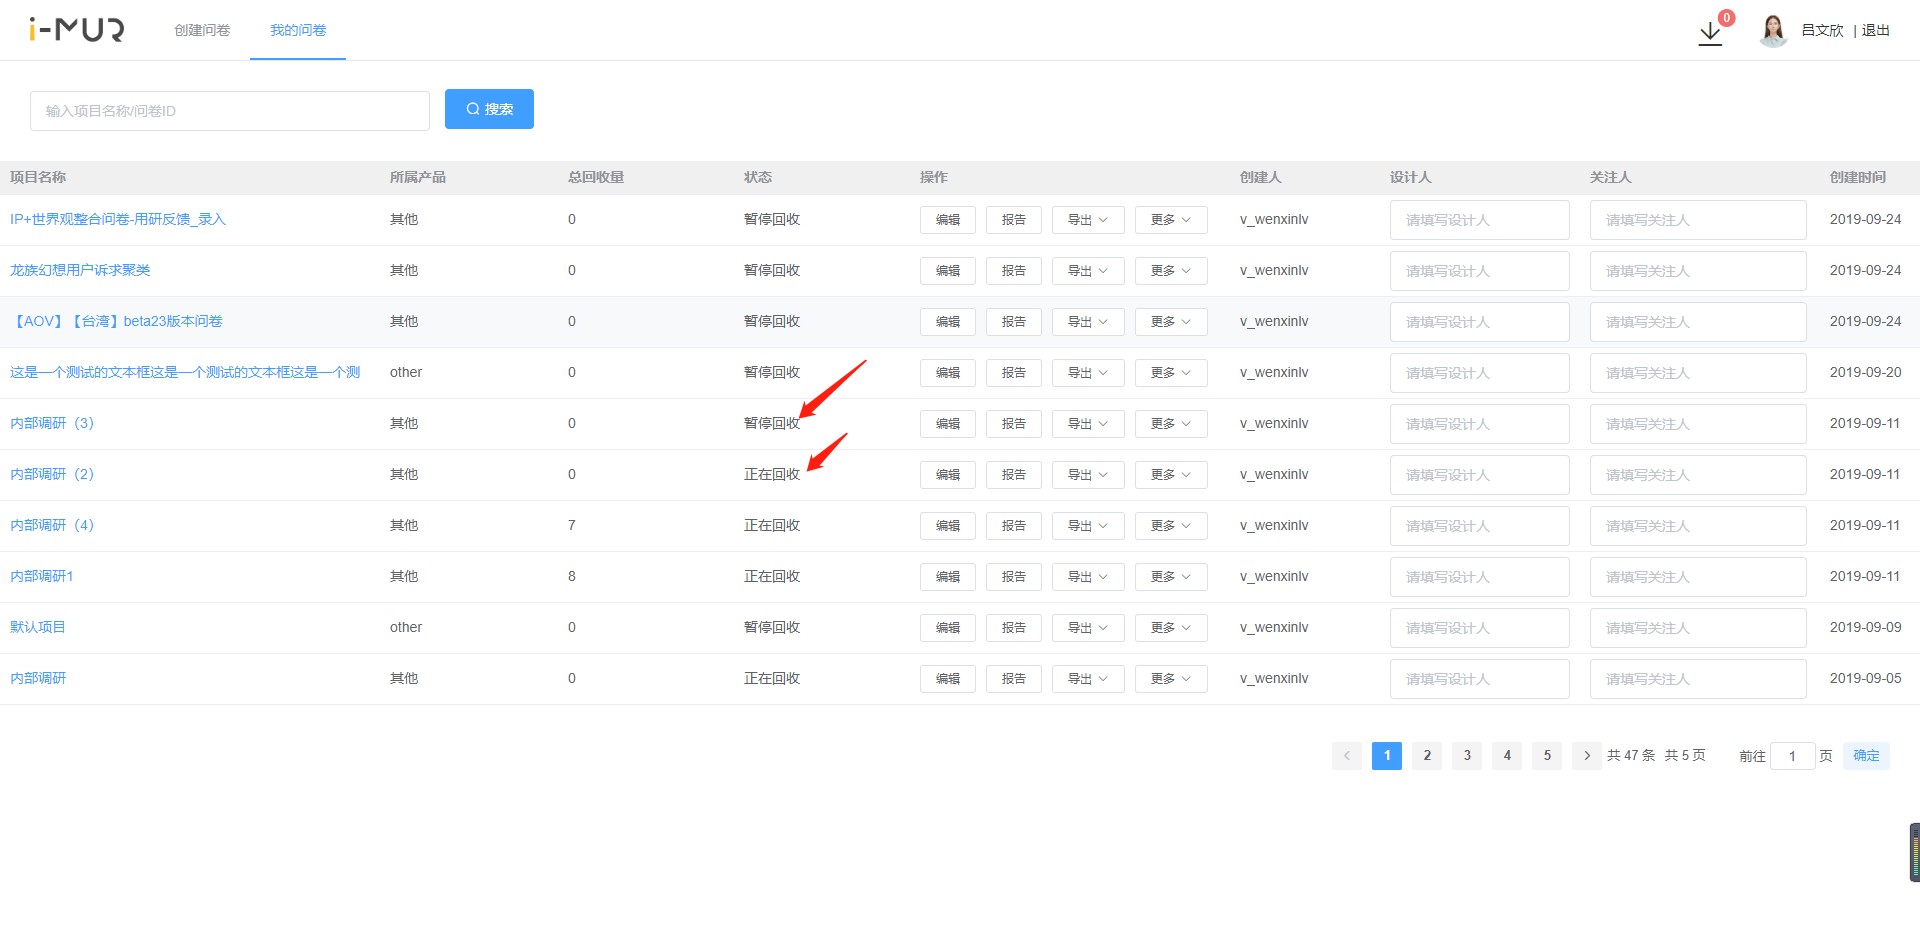 i-MUR 创建问卷 我的问卷 0 吕文欣 | 退出
输入项目名称/问卷ID 搜索
项目名称 所属产品 总回收量 状态 操作 创建人 设计人 关注人 创建时间
IP+世界观整合问卷-用研反馈_录入 其他 0 暂停回收 编辑 报告 导出 更多 v_wenxinlv 请填写设计人 请填写关注人 2019-09-24
龙族幻想用户诉求聚类 其他 0 暂停回收 编辑 报告 导出 更多 v_wenxinlv 请填写设计人 请填写关注人 2019-09-24
【AOV】【台湾】beta23版本问卷 其他 0 暂停回收 编辑 报告 导出 更多 v_wenxinlv 请填写设计人 请填写关注人 2019-09-24
这是一个测试的文本框这是一个测试的文本框这是一个测 other 0 暂停回收 编辑 报告 导出 更多 v_wenxinlv 请填写设计人 请填写关注人 2019-09-20
内部调研（3） 其他 0 暂停回收 编辑 报告 导出 更多 v_wenxinlv 请填写设计人 请填写关注人 2019-09-11
内部调研（2） 其他 0 正在回收 编辑 报告 导出 更多 v_wenxinlv 请填写设计人 请填写关注人 2019-09-11
内部调研（4） 其他 7 正在回收 编辑 报告 导出 更多 v_wenxinlv 请填写设计人 请填写关注人 2019-09-11
内部调研1 其他 8 正在回收 编辑 报告 导出 更多 v_wenxinlv 请填写设计人 请填写关注人 2019-09-11
默认项目 other 0 暂停回收 编辑 报告 导出 更多 v_wenxinlv 请填写设计人 请填写关注人 2019-09-09
内部调研 其他 0 正在回收 编辑 报告 导出 更多 v_wenxinlv 请填写设计人 请填写关注人 2019-09-05
1 2 3 4 5 共 47 条 共 5 页 前往 1 页 确定